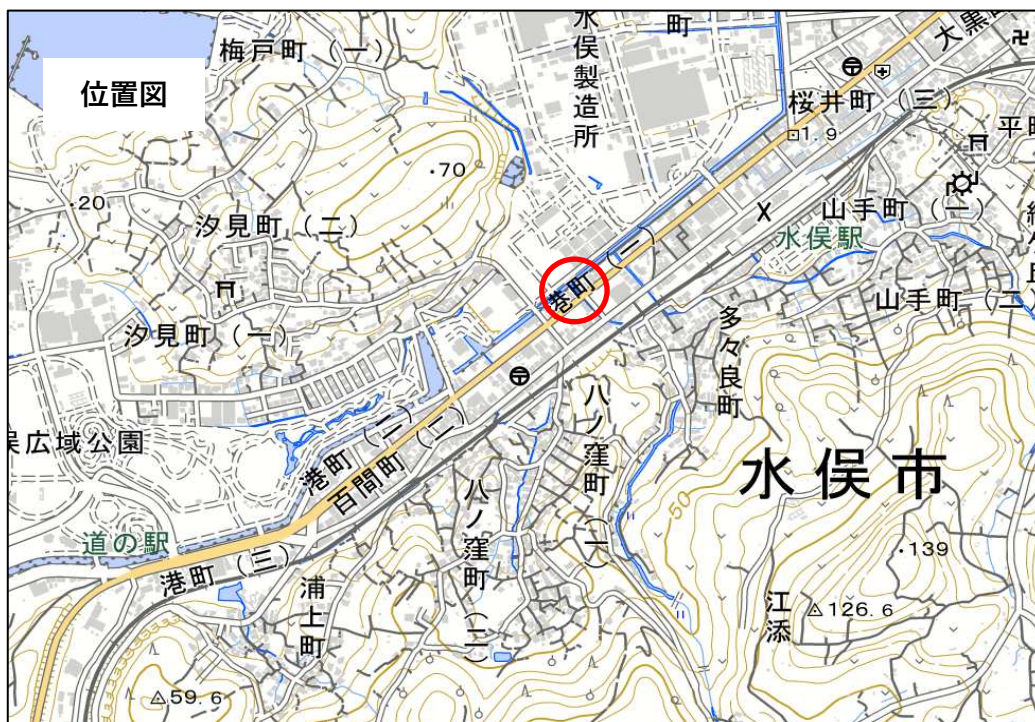 位置図
梅戸町(一)
水俣製造所
町
大黒
桜井町(三)
1.9
平町
・70
・20
汐見町(二)
山手町(一)
水俣駅
港町(一)
山手町(二)
汐見町(一)
多々良町
八ノ窪町(一)
俣広域公園
港町(二)
百間町(二)
水俣市
50
八ノ窪町(二)
道の駅
・139
港町(三)
浦上町
江添
126.6
59.6